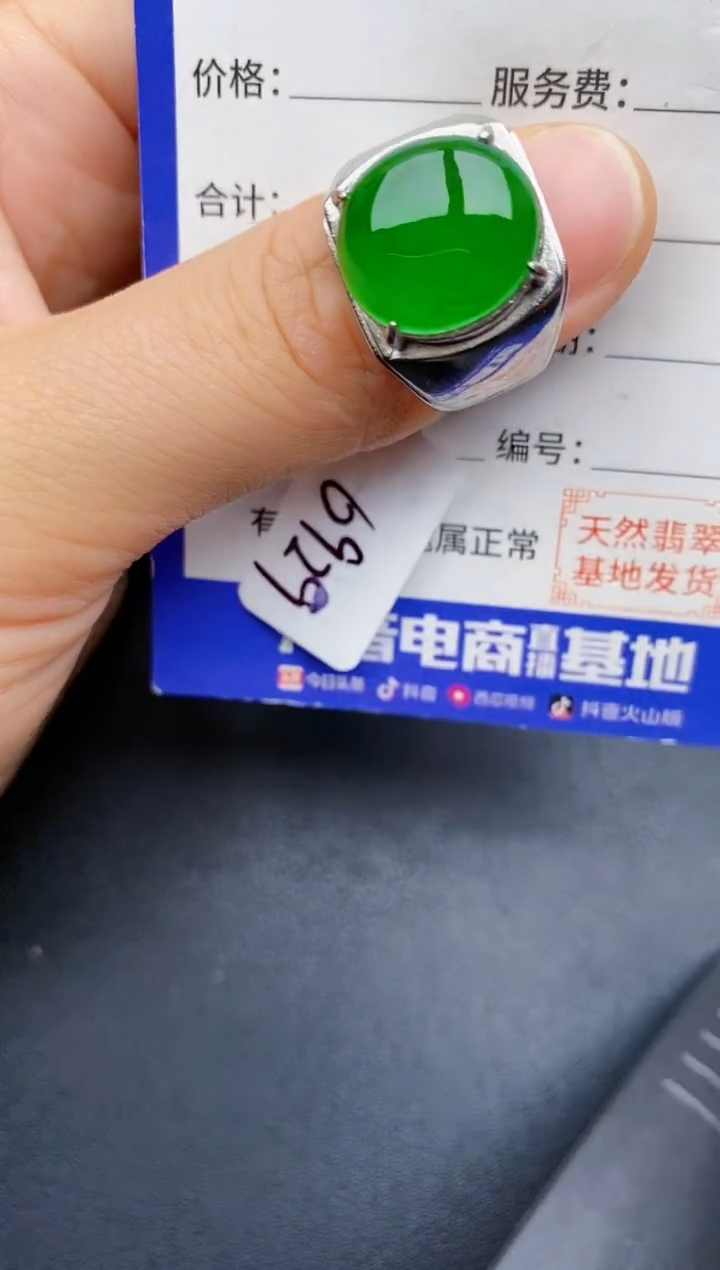 价格： 服务费：
合计：
编号：
6929
属正常
天然翡翠
基地发货
音电商直播基地
今日头条 抖音 西瓜视频 抖音火山版